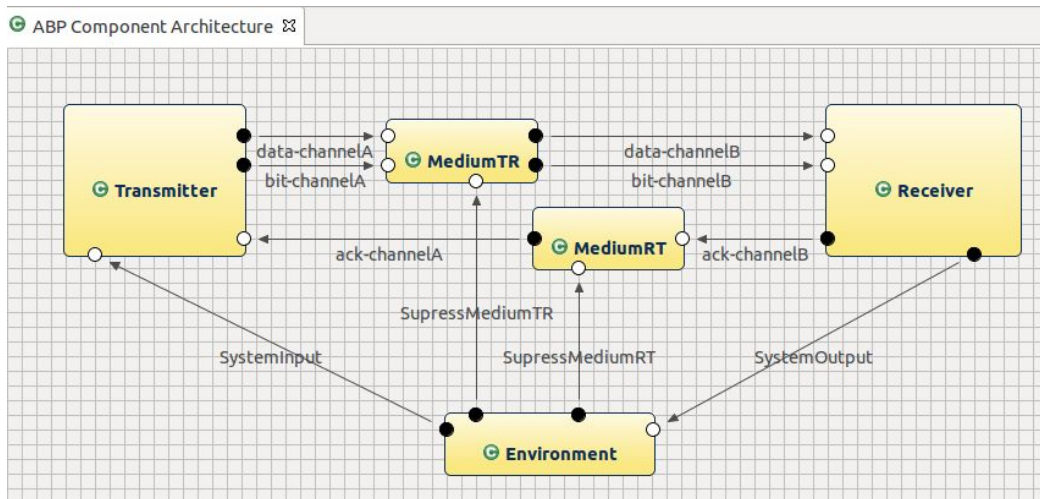 ABP Component Architecture
data-channelA
data-channelB
MediumTR
bit-channelA
bit-channelB
Transmitter
Receiver
MediumRT
ack-channelA
ack-channelB
SupressMediumTR
SystemInput
SupressMediumRT
SystemOutput
Environment